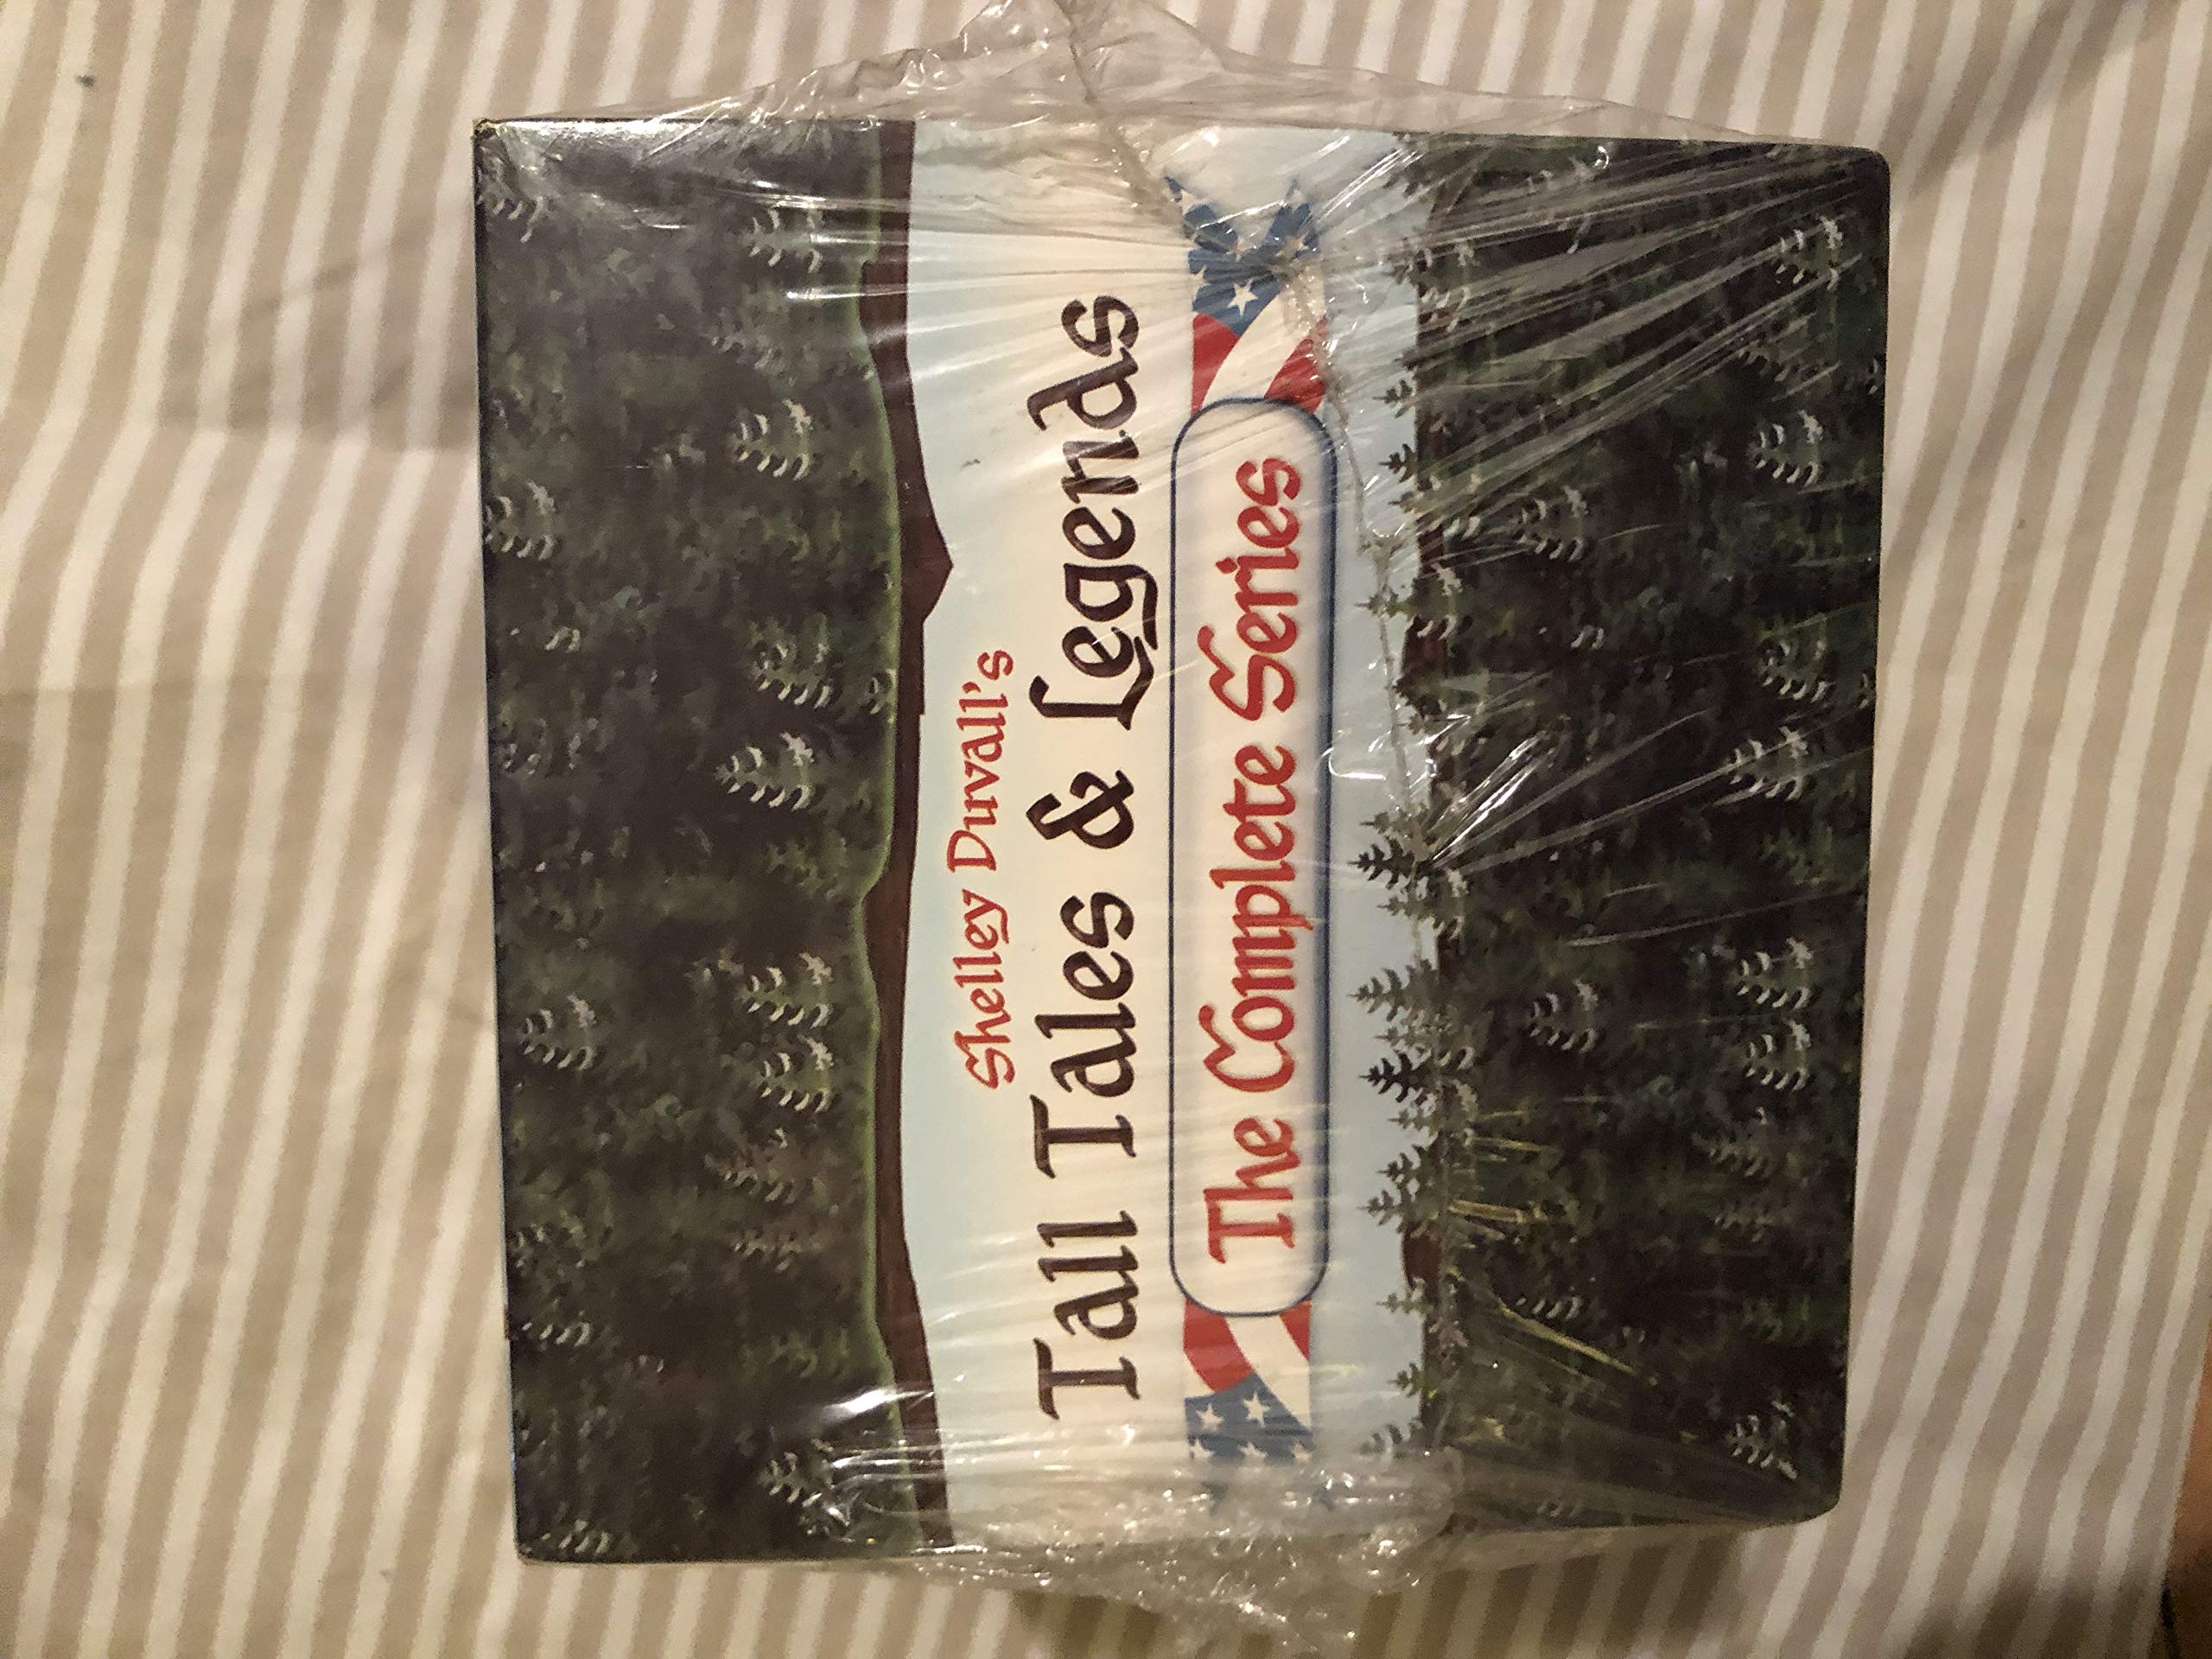 Shelley Duvall's
Tall Tales & Legends
The Complete Series